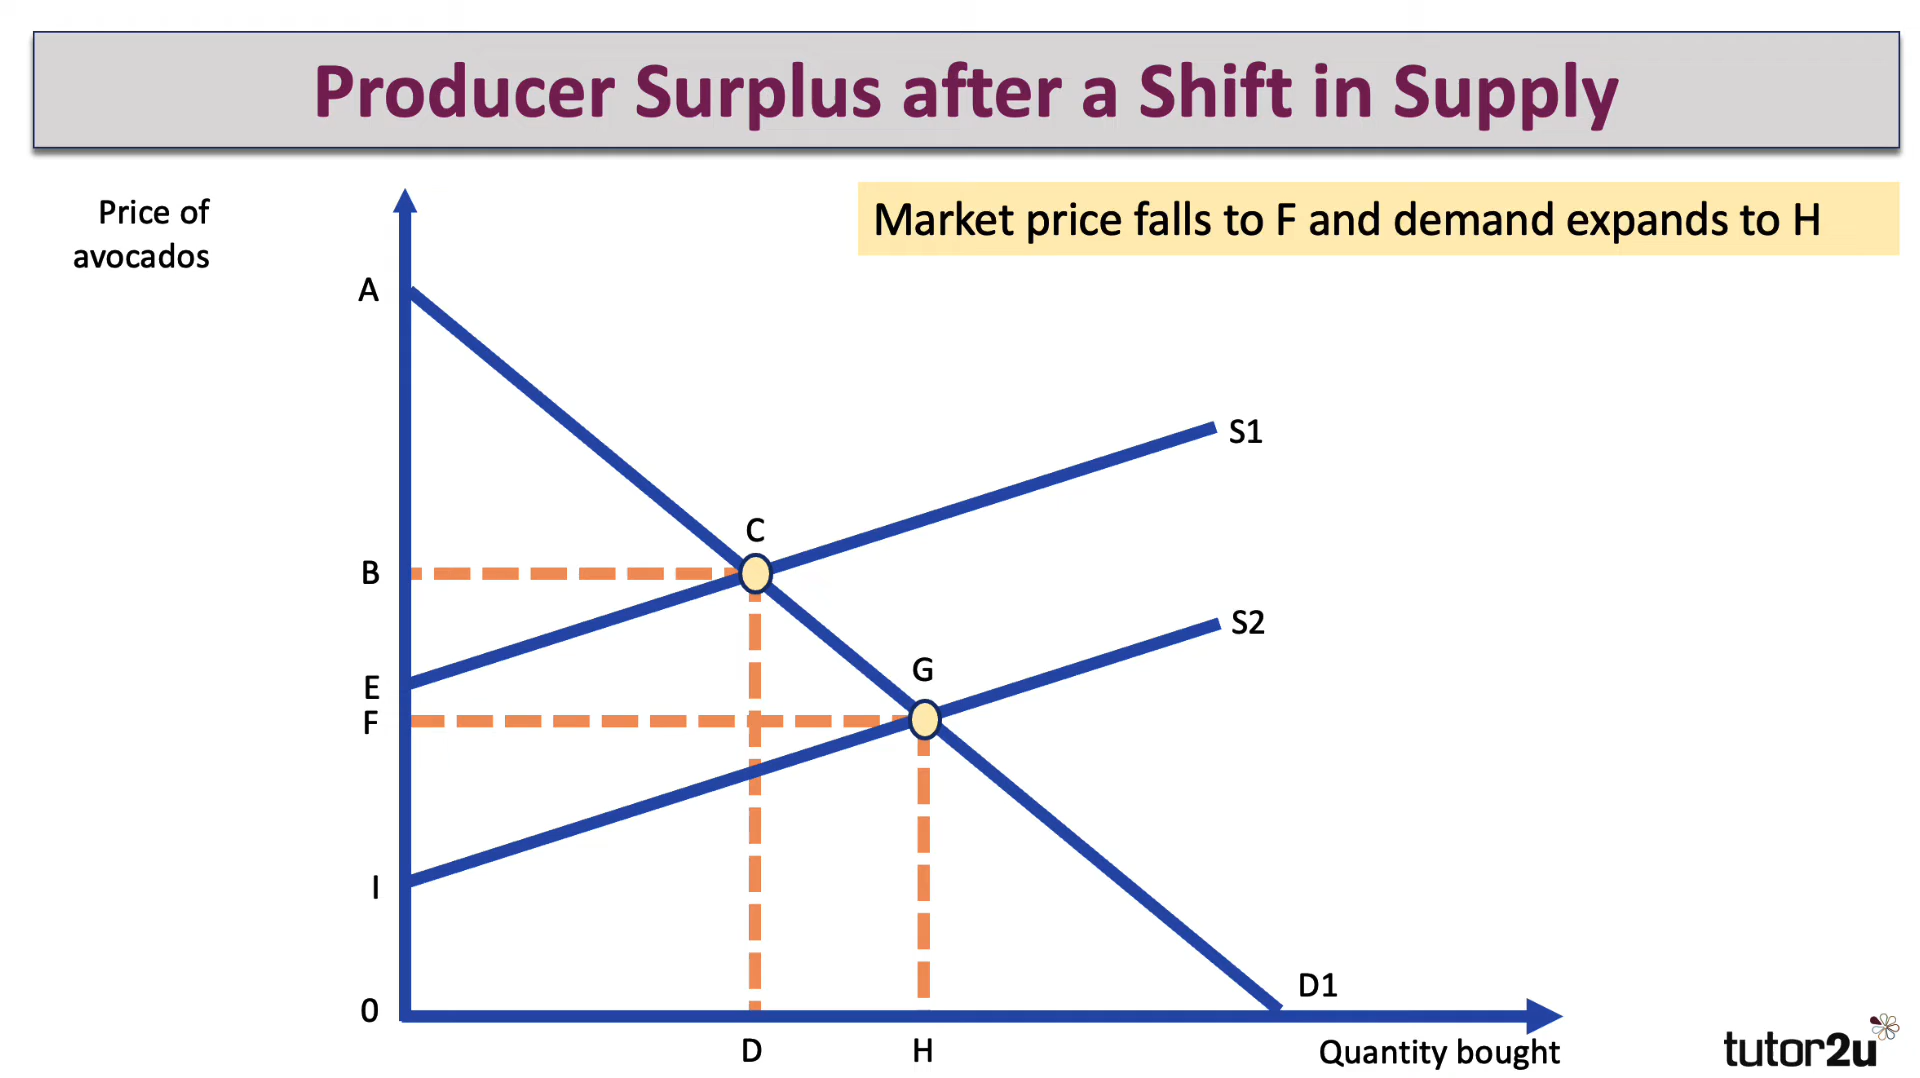 Producer Surplus after a Shift in Supply
Price of
avocados
Market price falls to F and demand expands to H
A
S1
C
B
S2
G
E
F
I
D1
0
D
H
Quantity bought
tutor2u